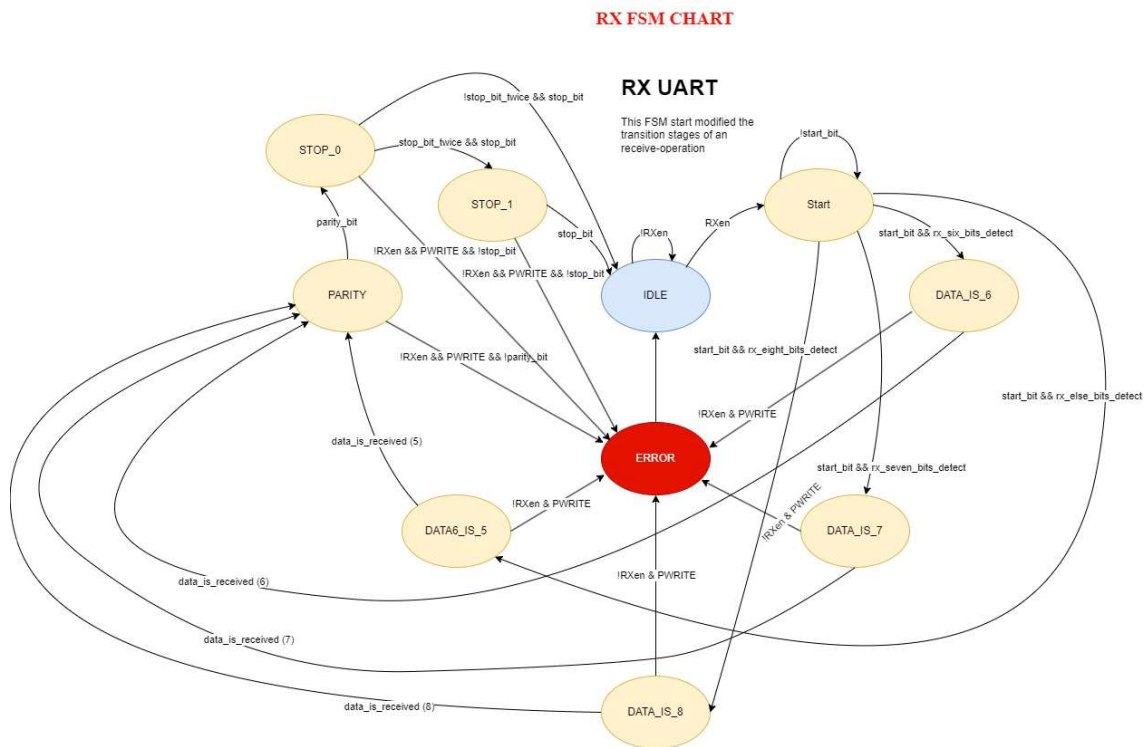 RX FSM CHART
RX UART
This FSM start modified the
transition stages of an
receive-operation
!stop_bit_twice && stop_bit
!start_bit
STOP_0
stop_bit_twice && stop_bit
STOP_1
Start
RXen
parity_bit
stop_bit
!RXen
start_bit && rx_six_bits_detect
!RXen && PWRITE && !stop_bit
!RXen && PWRITE && !stop_bit
PARITY
IDLE
DATA_IS_6
!RXen && PWRITE && !parity_bit
start_bit && rx_eight_bits_detect
start_bit && rx_else_bits_detect
!RXen & PWRITE
data_is_received (5)
ERROR
start_bit && rx_seven_bits_detect
!RXen & PWRITE
!RXen & PWRITE
DATA6_IS_5
DATA_IS_7
!RXen & PWRITE
data_is_received (6)
data_is_received (7)
data_is_received (8)
DATA_IS_8